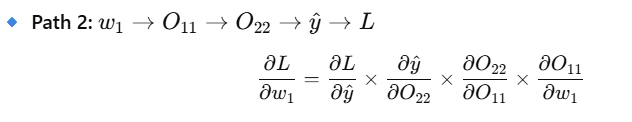 Path 2: w₁ → O₁₁ → O₂₂ → ŷ → L
∂L/∂w₁ = ∂L/∂ŷ × ∂ŷ/∂O₂₂ × ∂O₂₂/∂O₁₁ × ∂O₁₁/∂w₁